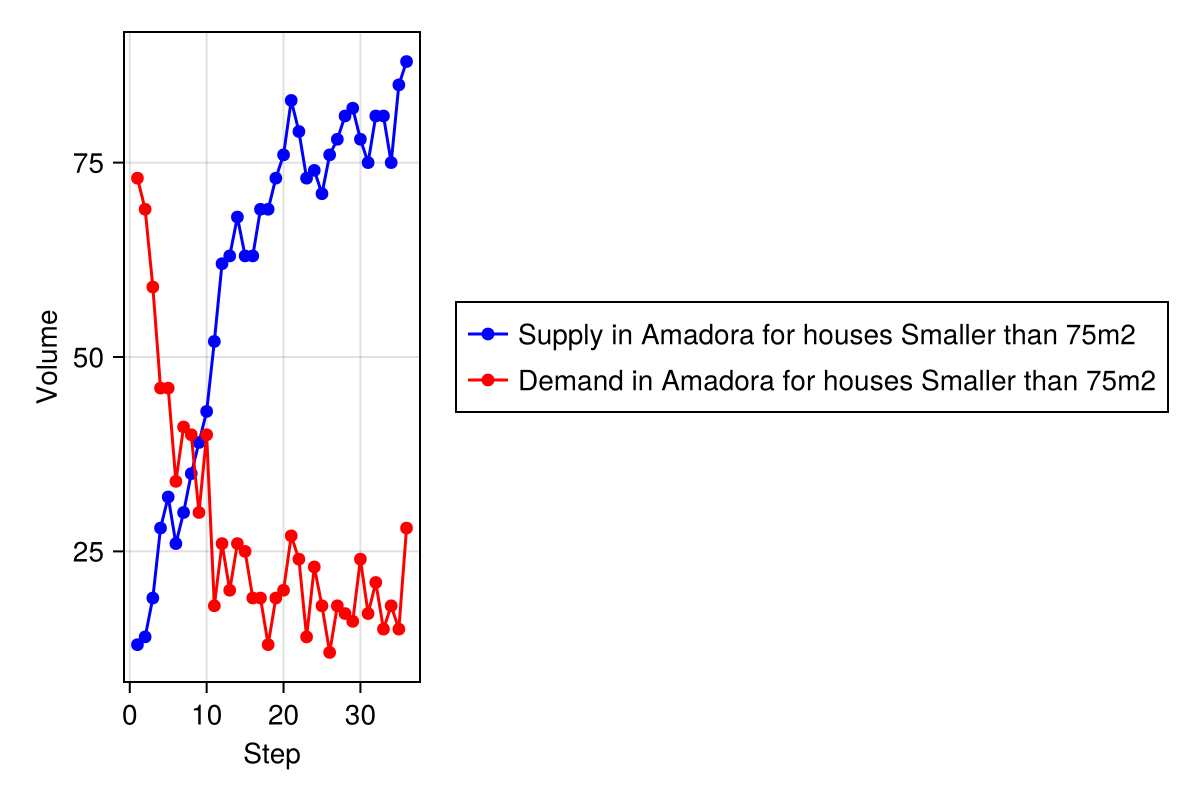 75
50
25
Volume
0 10 20 30
Step
Supply in Amadora for houses Smaller than 75m2
Demand in Amadora for houses Smaller than 75m2